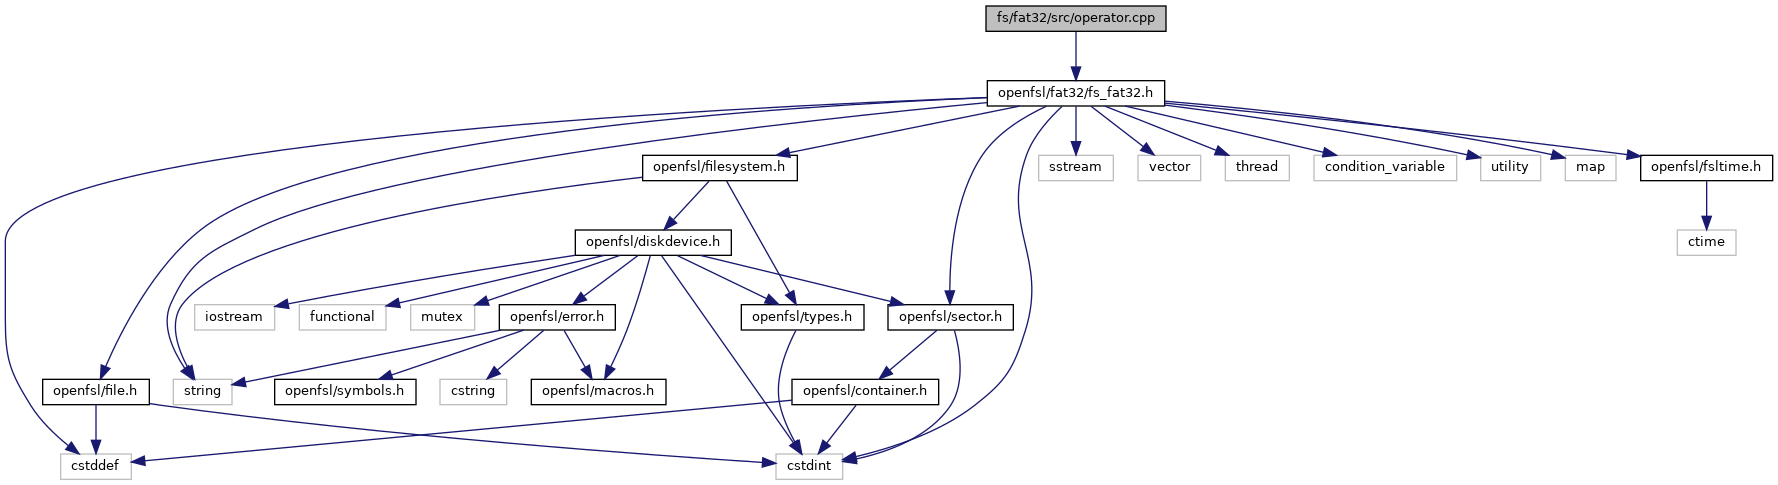 fs/fat32/src/operator.cpp
openfsl/fat32/fs_fat32.h
openfsl/filesystem.h
sstream
vector
thread
condition_variable
utility
map
openfsl/fsltime.h
openfsl/diskdevice.h
ctime
iostream
functional
mutex
openfsl/error.h
openfsl/types.h
openfsl/sector.h
openfsl/file.h
string
openfsl/symbols.h
cstring
openfsl/macros.h
openfsl/container.h
cstddef
cstdint